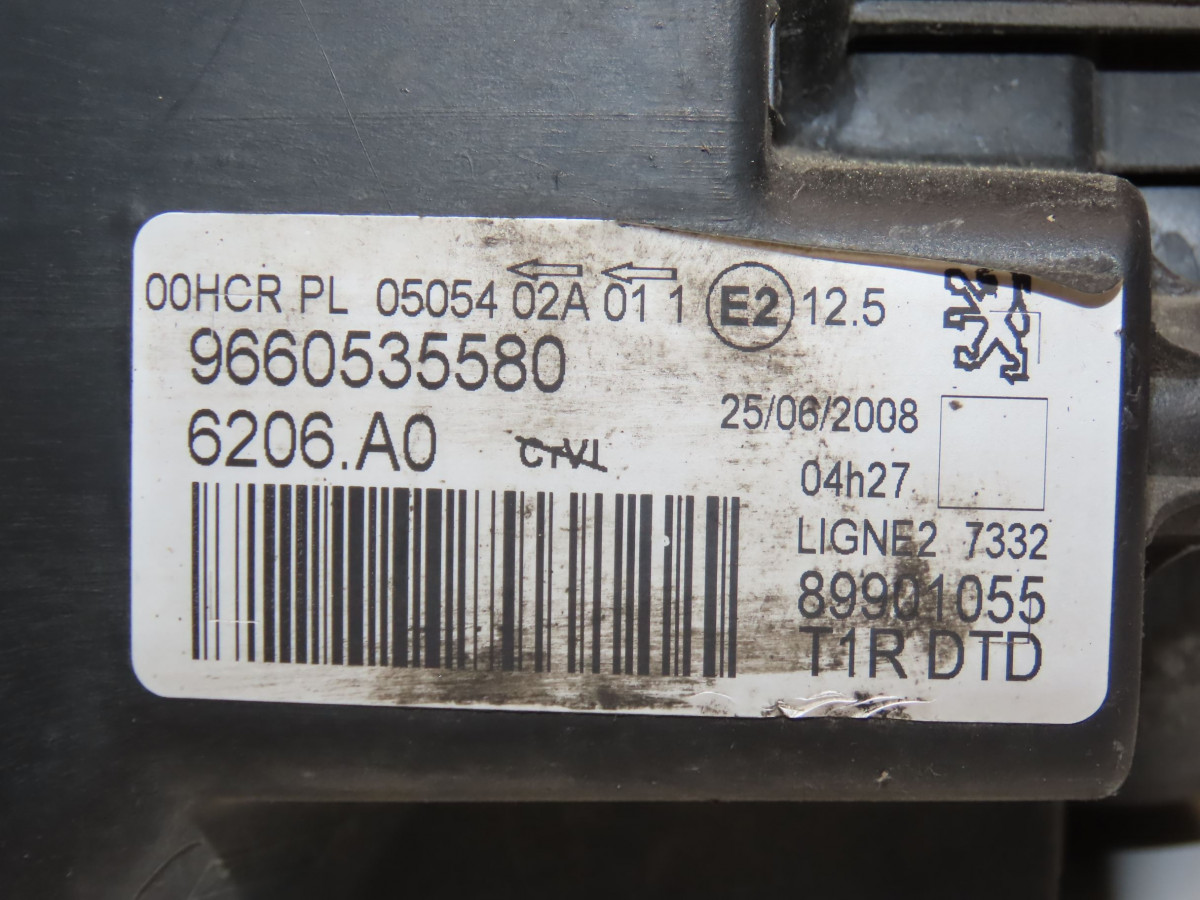 00HCR PL 05054 02A 01 1 E2 12.5
9660535580
6206.A0
25/06/2008
04h27
LIGNE2 7332
89901055
T1R DTD